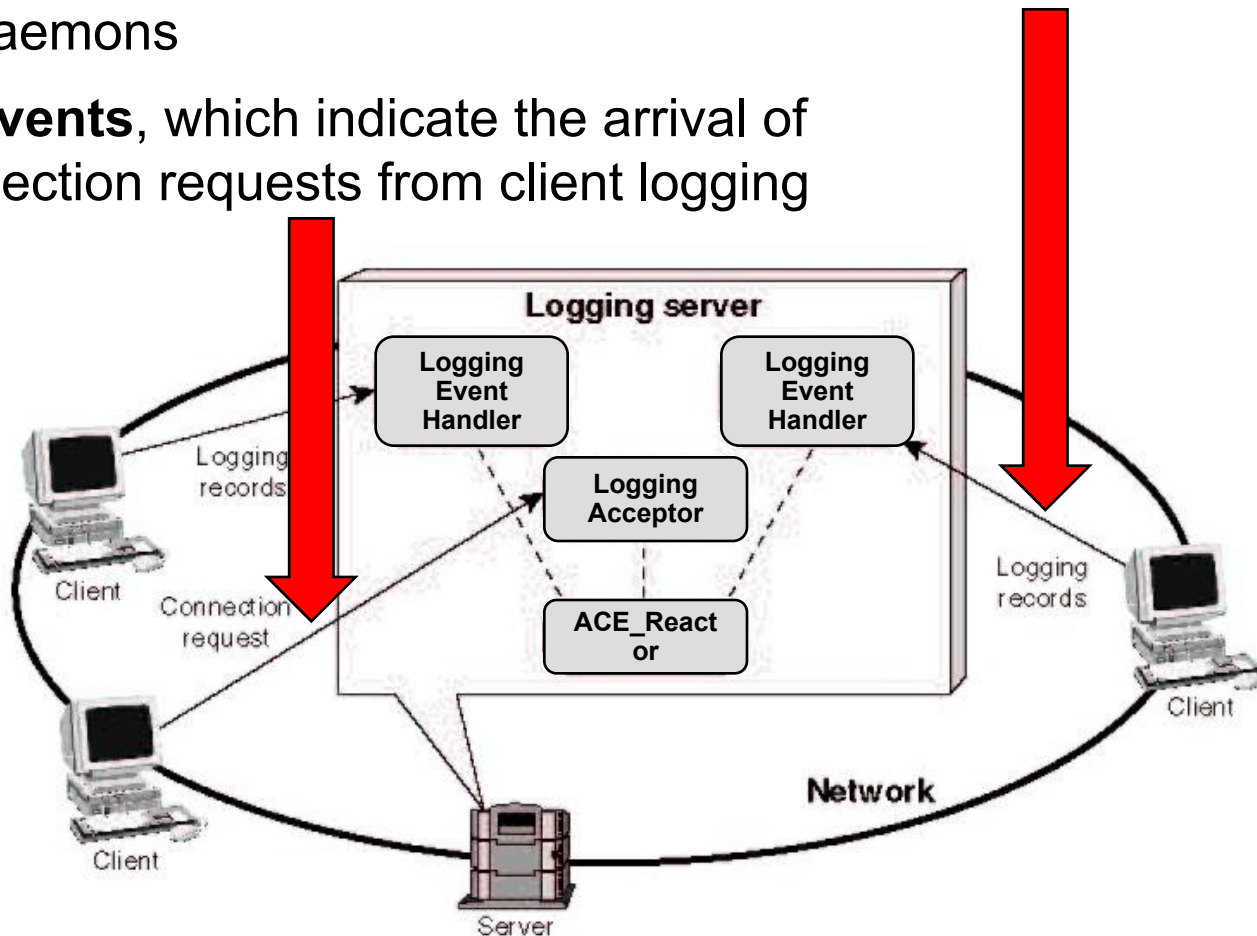 aemons
vents, which indicate the arrival of
ection requests from client logging
Logging server
Logging
Event
Handler
Logging
Event
Handler
Logging
records
Logging
Acceptor
Logging
records
Client
Connection
request
ACE_React
or
Client
Network
Client
Server